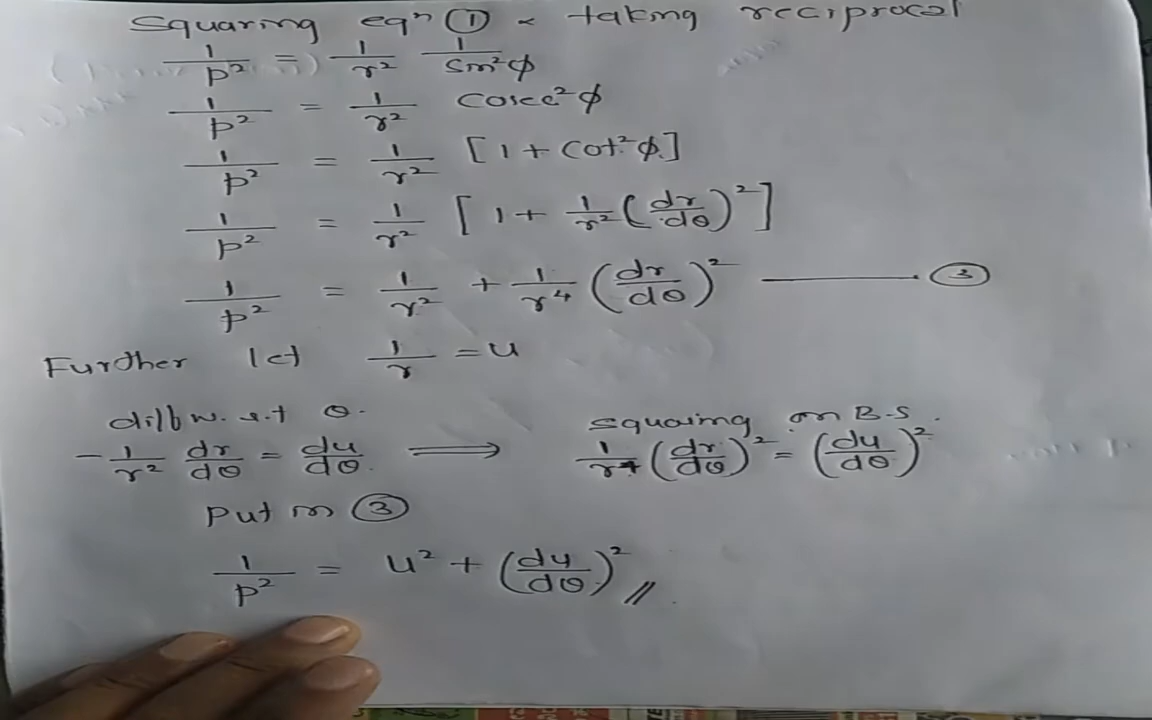 Squaring eqⁿ ① & taking reciprocal
1/p² = 1/r² 1/sin²φ
1/p² = 1/r² cosec²φ
1/p² = 1/r² [1 + cot²φ]
1/p² = 1/r² [1 + 1/r² (dr/dθ)²]
1/p² = 1/r² + 1/r⁴ (dr/dθ)² —— ③
Further let 1/r = u
diff w.r.t θ.
-1/r² dr/dθ = du/dθ ⟹
squaring on B.S.
1/r⁴ (dr/dθ)² = (du/dθ)²
Put in ③
1/p² = u² + (du/dθ)² //